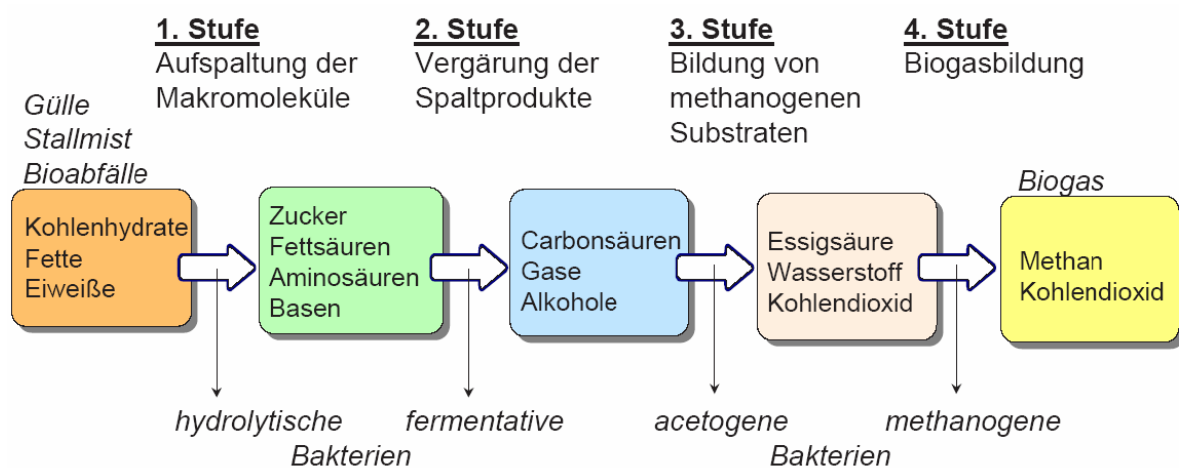 1. Stufe
Aufspaltung der
Makromoleküle
2. Stufe
Vergärung der
Spaltprodukte
3. Stufe
Bildung von
methanogenen
Substraten
4. Stufe
Biogasbildung
Gülle
Stallmist
Bioabfälle
Kohlenhydrate
Fette
Eiweiße
Zucker
Fettsäuren
Aminosäuren
Basen
Carbonsäuren
Gase
Alkohole
Essigsäure
Wasserstoff
Kohlendioxid
Biogas
Methan
Kohlendioxid
hydrolytische
fermentative
Bakterien
acetogene
methanogene
Bakterien